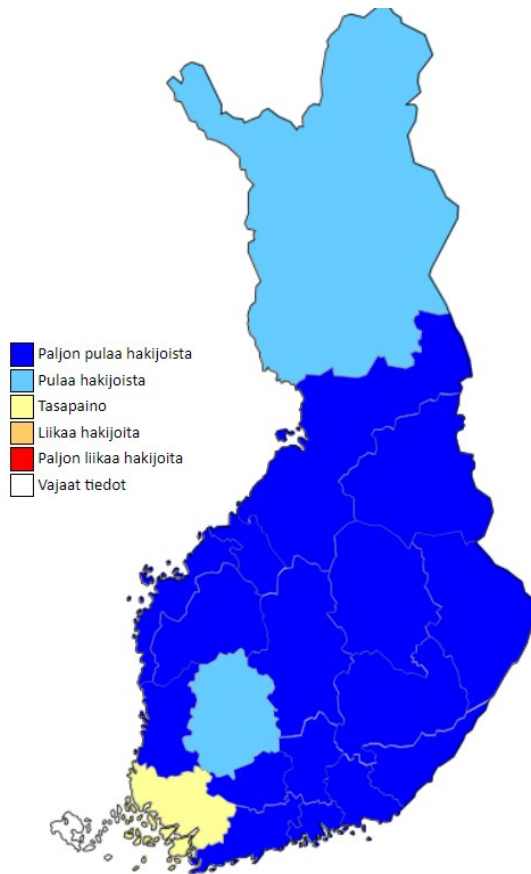 Paljon pulaa hakijoista
Pulaa hakijoista
Tasapaino
Liikaa hakijoita
Paljon liikaa hakijoita
Vajaat tiedot